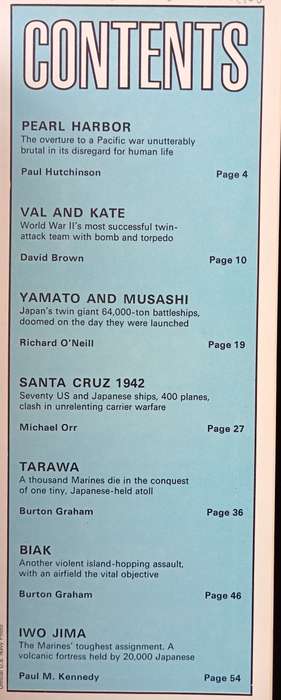 CONTENTS
PEARL HARBOR
The overture to a Pacific war unutterably
brutal in its disregard for human life
Paul Hutchinson Page 4
VAL AND KATE
World War II's most successful twin-
attack team with bomb and torpedo
David Brown Page 10
YAMATO AND MUSASHI
Japan's twin giant 64,000-ton battleships,
doomed on the day they were launched
Richard O'Neill Page 19
SANTA CRUZ 1942
Seventy US and Japanese ships, 400 planes,
clash in unrelenting carrier warfare
Michael Orr Page 27
TARAWA
A thousand Marines die in the conquest
of one tiny, Japanese-held atoll
Burton Graham Page 36
BIAK
Another violent island-hopping assault,
with an airfield the vital objective
Burton Graham Page 46
IWO JIMA
The Marines' toughest assignment. A
volcanic fortress held by 20,000 Japanese
Paul M. Kennedy Page 54